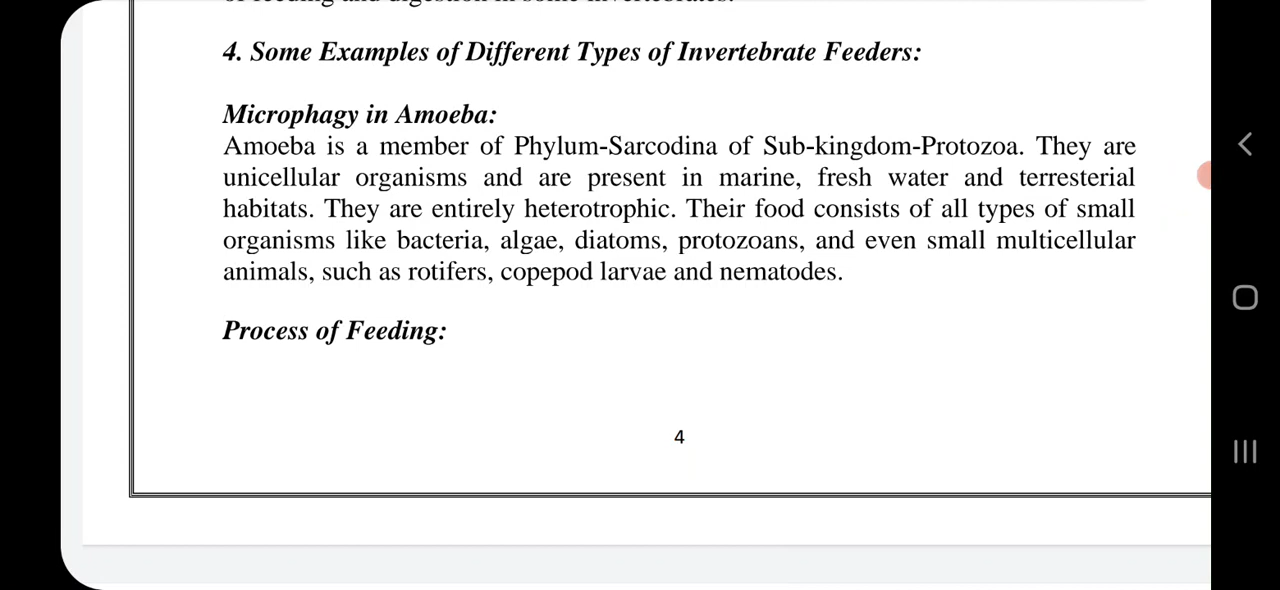 4. Some Examples of Different Types of Invertebrate Feeders:
Microphagy in Amoeba:
Amoeba is a member of Phylum-Sarcodina of Sub-kingdom-Protozoa. They are
unicellular organisms and are present in marine, fresh water and terresterial
habitats. They are entirely heterotrophic. Their food consists of all types of small
organisms like bacteria, algae, diatoms, protozoans, and even small multicellular
animals, such as rotifers, copepod larvae and nematodes.
Process of Feeding:
4